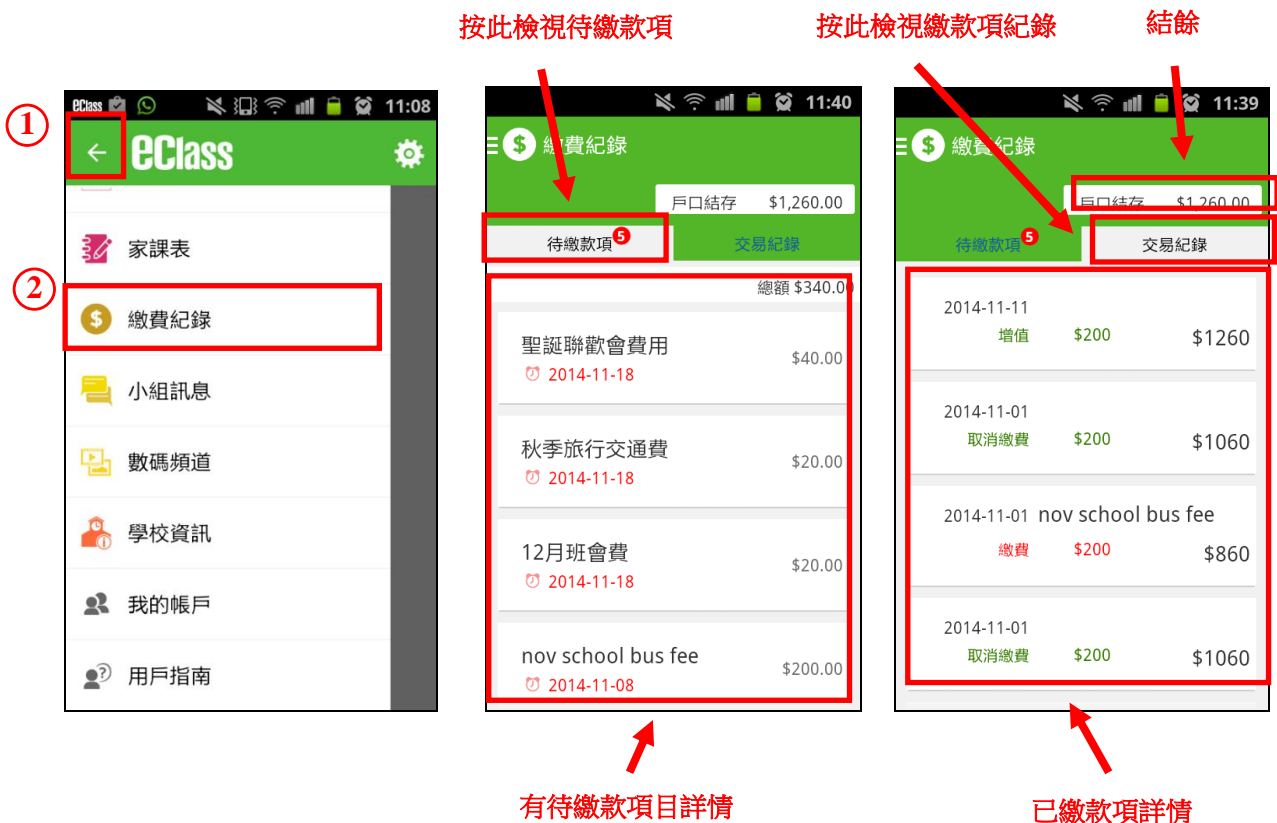 按此檢視待繳款項
按此檢視繳款項紀錄
結餘
1
eClass 11:08
eClass
家課表
2
繳費紀錄
小組訊息
數碼頻道
學校資訊
我的帳戶
用戶指南
11:40
繳費紀錄
戶口結存 $1,260.00
待繳款項 5 交易紀錄
總額 $340.00
聖誕聯歡會費用
$40.00
2014-11-18
秋季旅行交通費
$20.00
2014-11-18
12月班會費
$20.00
2014-11-18
nov school bus fee
$200.00
2014-11-08
有待繳款項目詳情
11:39
繳費紀錄
戶口結存 $1,260.00
待繳款項 5 交易紀錄
2014-11-11
增值 $200 $1260
2014-11-01
取消繳費 $200 $1060
2014-11-01 nov school bus fee
繳費 $200 $860
2014-11-01
取消繳費 $200 $1060
已繳款項詳情